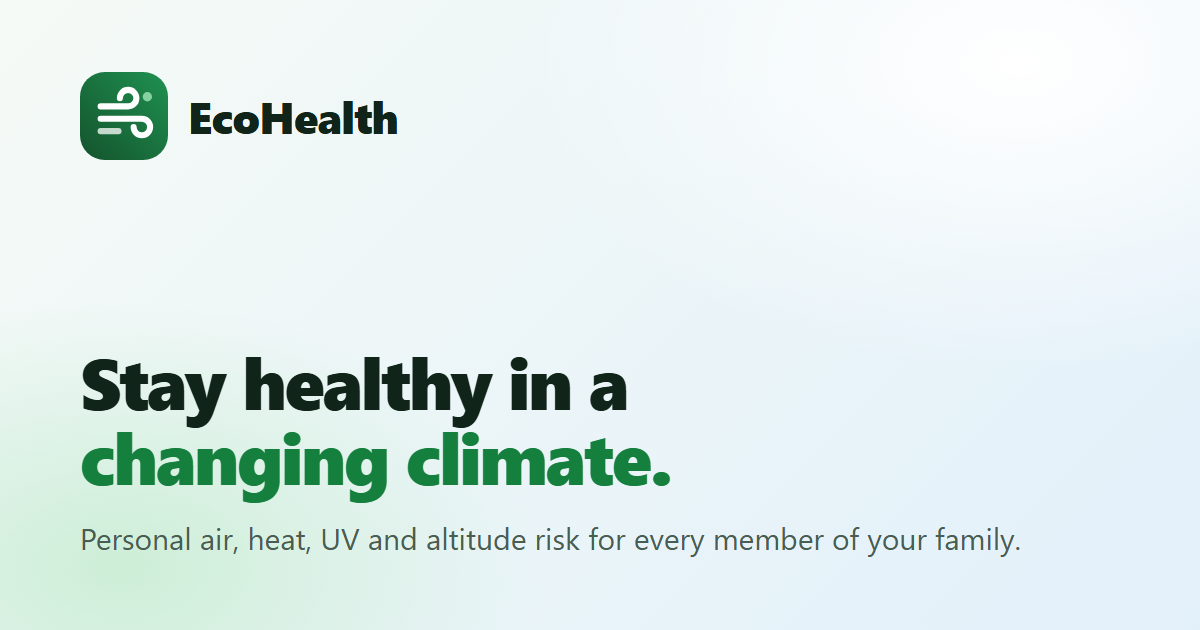 EcoHealth
Stay healthy in a
changing climate.
Personal air, heat, UV and altitude risk for every member of your family.